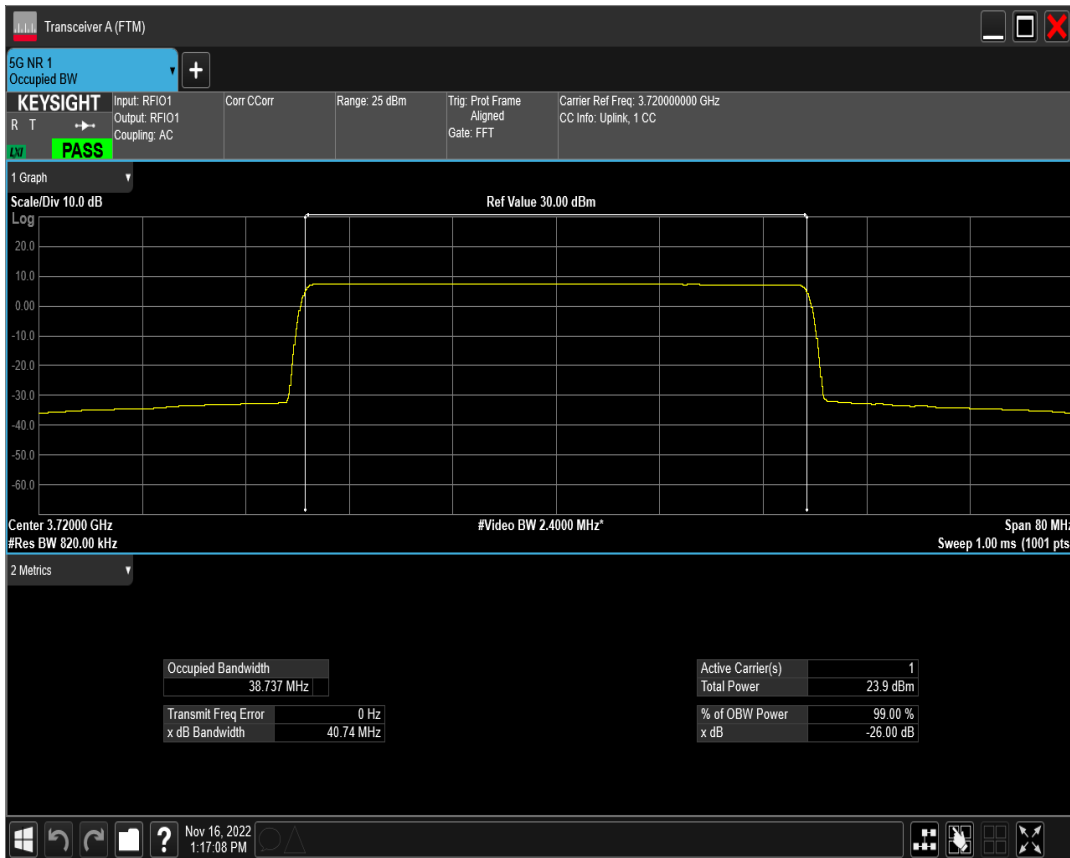 Transceiver A (FTM)
5G NR 1
Occupied BW
+
KEYSIGHT
R T
LXI
PASS
Input: RFIO1
Output: RFIO1
Coupling: AC
Corr CCorr
Range: 25 dBm
Trig: Prot Frame
Aligned
Gate: FFT
Carrier Ref Freq: 3.720000000 GHz
CC Info: Uplink, 1 CC
1 Graph
Scale/Div 10.0 dB
Ref Value 30.00 dBm
Log
20.0
10.0
0.00
-10.0
-20.0
-30.0
-40.0
-50.0
-60.0
Center 3.72000 GHz
#Video BW 2.4000 MHz*
Span 80 MHz
#Res BW 820.00 kHz
Sweep 1.00 ms (1001 pts
2 Metrics
Occupied Bandwidth
38.737 MHz
Transmit Freq Error 0 Hz
x dB Bandwidth 40.74 MHz
Active Carrier(s) 1
Total Power 23.9 dBm
% of OBW Power 99.00 %
x dB -26.00 dB
?
Nov 16, 2022
1:17:08 PM